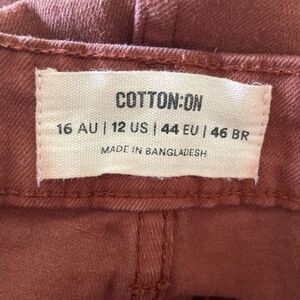 COTTON:ON
16 AU | 12 US | 44 EU | 46 BR
MADE IN BANGLADESH